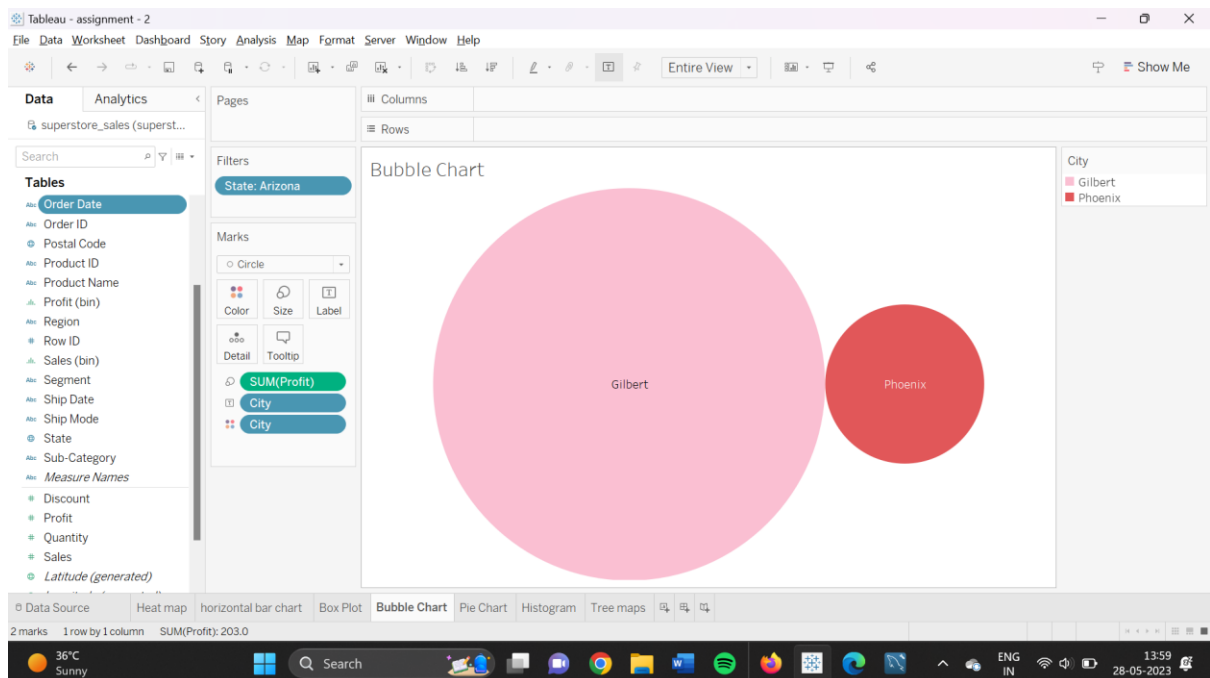 Tableau - assignment - 2
File Data Worksheet Dashboard Story Analysis Map Format Server Window Help
Entire View
Show Me
Data Analytics
superstore_sales (superst...
Search
Tables
Order Date
Order ID
Postal Code
Product ID
Product Name
Profit (bin)
Region
Row ID
Sales (bin)
Segment
Ship Date
Ship Mode
State
Sub-Category
Measure Names
Discount
Profit
Quantity
Sales
Latitude (generated)
Pages
Filters
State: Arizona
Marks
Circle
Color Size Label
Detail Tooltip
SUM(Profit)
City
City
Columns
Rows
Bubble Chart
Gilbert
Phoenix
City
Gilbert
Phoenix
Data Source Heat map horizontal bar chart Box Plot Bubble Chart Pie Chart Histogram Tree maps
2 marks 1 row by 1 column SUM(Profit): 203.0
36°C
Sunny
Search
ENG
IN
13:59
28-05-2023